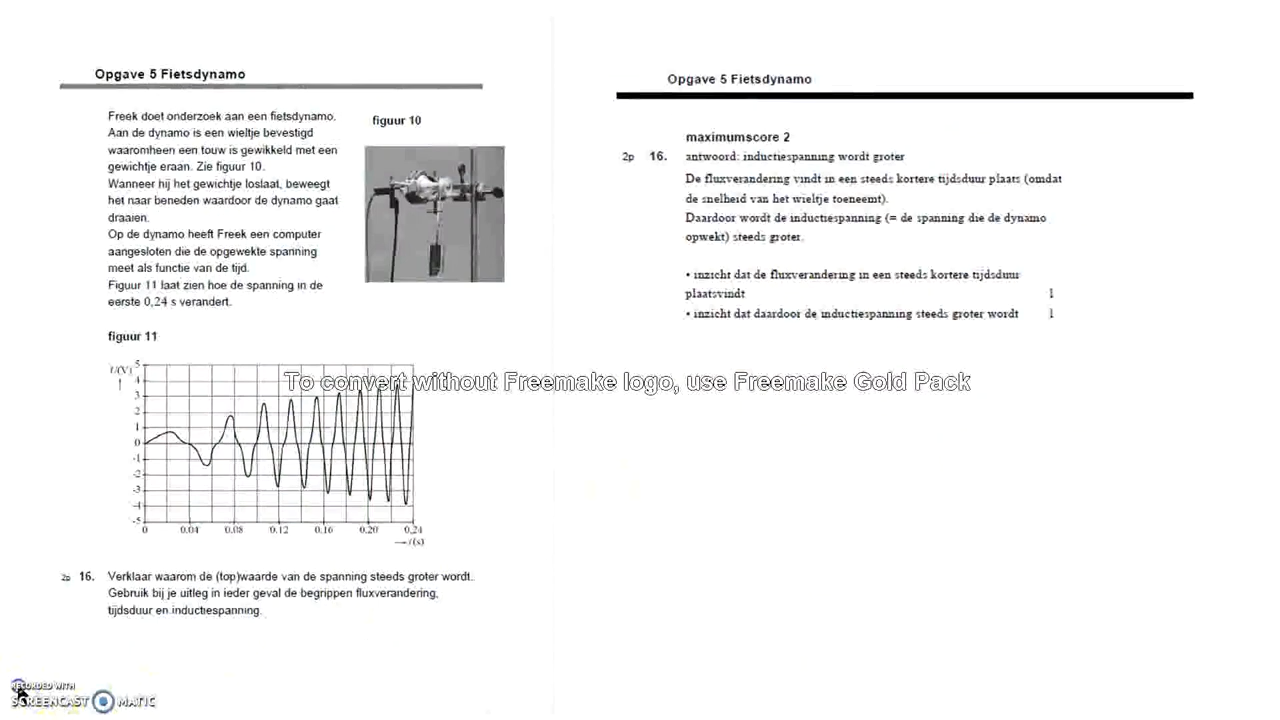 Opgave 5 Fietsdynamo
Freek doet onderzoek aan een fietsdynamo.
Aan de dynamo is een wieltje bevestigd
waaromheen een touw is gewikkeld met een
gewichtje eraan. Zie figuur 10.
Wanneer hij het gewichtje loslaat, beweegt
het naar beneden waardoor de dynamo gaat
draaien.
Op de dynamo heeft Freek een computer
aangesloten die de opgewekte spanning
meet als functie van de tijd.
Figuur 11 laat zien hoe de spanning in de
eerste 0,24 s verandert.
figuur 10
figuur 11
U(V)
5
4
3
2
1
0
-1
-2
-3
-4
-5
0 0.04 0.08 0.12 0.16 0.20 0,24
t(s)
2p 16. Verklaar waarom de (top)waarde van de spanning steeds groter wordt.
Gebruik bij je uitleg in ieder geval de begrippen fluxverandering,
tijdsduur en inductiespanning.
Opgave 5 Fietsdynamo
maximumscore 2
2p 16. antwoord: inductiespanning wordt groter
De fluxverandering vindt in een steeds kortere tijdsduur plaats (omdat
de snelheid van het wieltje toeneemt).
Daardoor wordt de inductiespanning (= de spanning die de dynamo
opwekt) steeds groter.
• inzicht dat de fluxverandering in een steeds kortere tijdsduur
plaatsvindt 1
• inzicht dat daardoor de inductiespanning steeds groter wordt 1
To convert without Freemake logo, use Freemake Gold Pack
RECORDED WITH
SCREENCAST MATIC